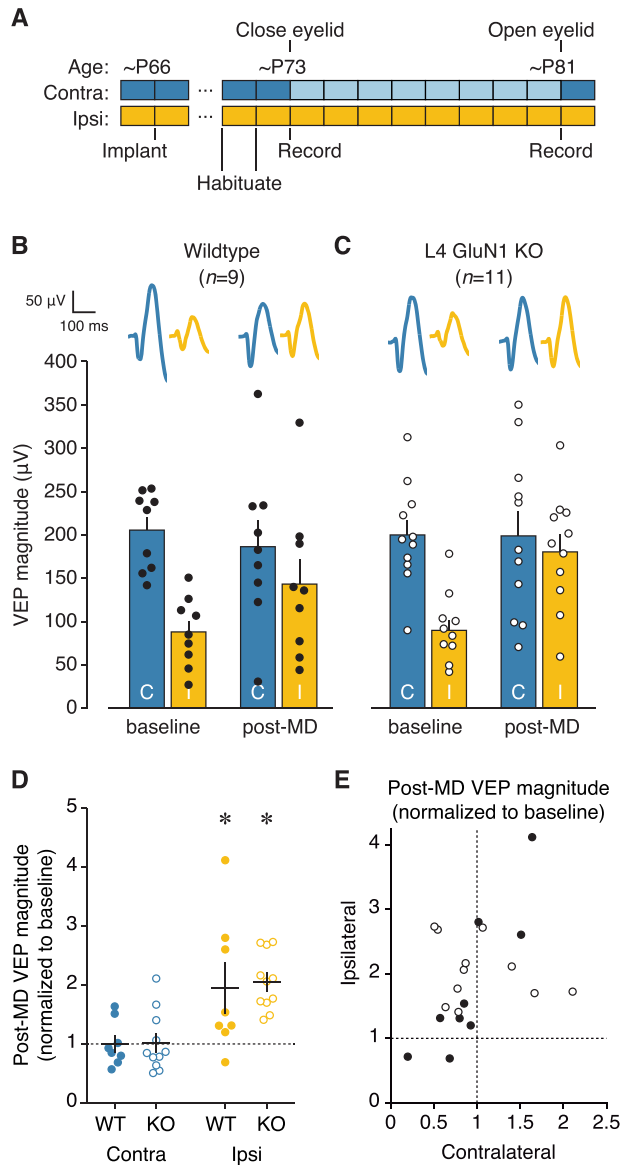 A
Close eyelid
Open eyelid
Age: ~P66 ~P73 ~P81
Contra: ...
Ipsi: ...
Implant
Record
Record
Habituate
B
Wildtype
(n=9)
C
L4 GluN1 KO
(n=11)
50 µV
100 ms
VEP magnitude (µV)
400
350
300
250
200
150
100
50
0
C I C I
C I C I
baseline post-MD
baseline post-MD
D
Post-MD VEP magnitude
(normalized to baseline)
5
4
3
2
1
0
* *
WT KO WT KO
Contra Ipsi
E
Post-MD VEP magnitude
(normalized to baseline)
Ipsilateral
4
3
2
1
0
0 0.5 1 1.5 2 2.5
Contralateral